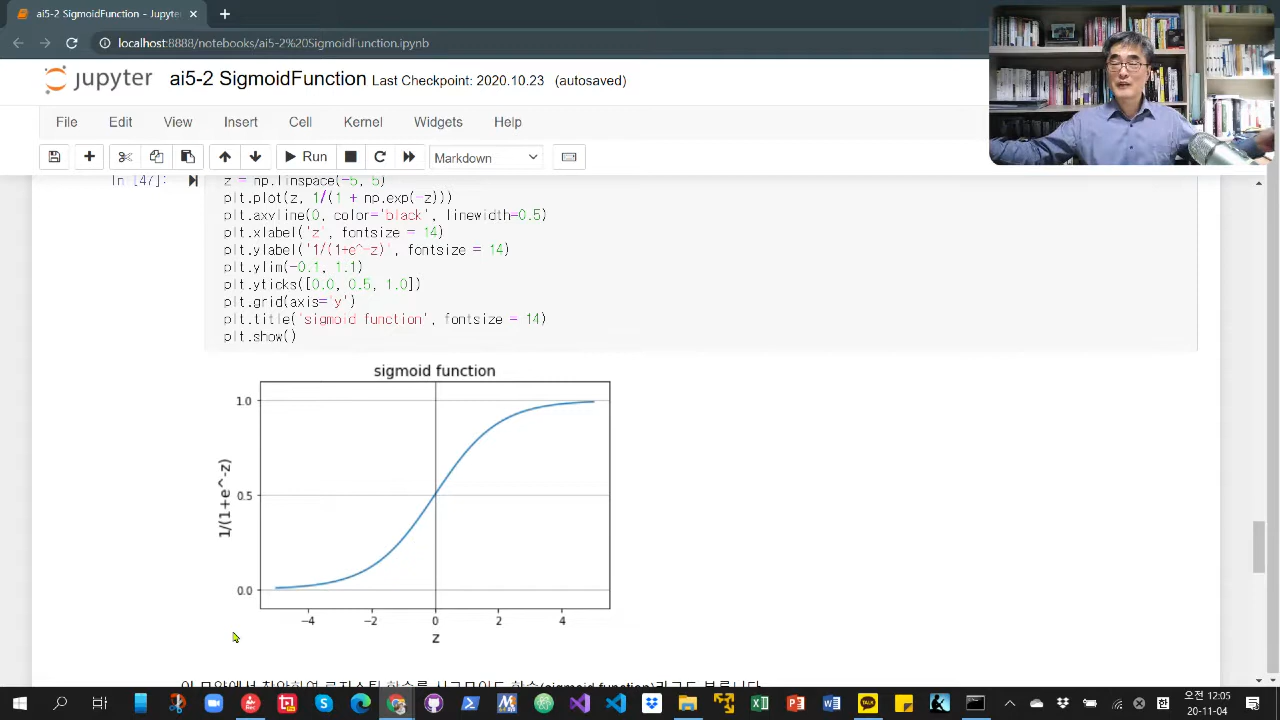 ai5-2 SigmoidFunction - Jupyter
localhost:8888/notebooks/ai5-2%20SigmoidFunction.ipynb
jupyter ai5-2 SigmoidFunction Last Checkpoint: 2020.10.23 (autosaved)
File Edit View Insert Cell Kernel Widgets Help
Run Markdown
In [47]:
z = np.linspace(-5, 5)
plt.plot(z, 1/(1 + np.exp(-z)))
plt.axvline(0, color='black', linewidth=0.5)
plt.xlabel('z', fontsize = 14)
plt.ylabel('1/(1+e^-z)', fontsize = 14)
plt.ylim(-0.1, 1.1)
plt.yticks([0.0, 0.5, 1.0])
plt.grid(axis='y')
plt.title('sigmoid function', fontsize = 14)
plt.show()
sigmoid function
1/(1+e^-z)
1.0
0.5
0.0
−4 −2 0 2 4
z
(sigmoid function)
오전 12:05
20-11-04